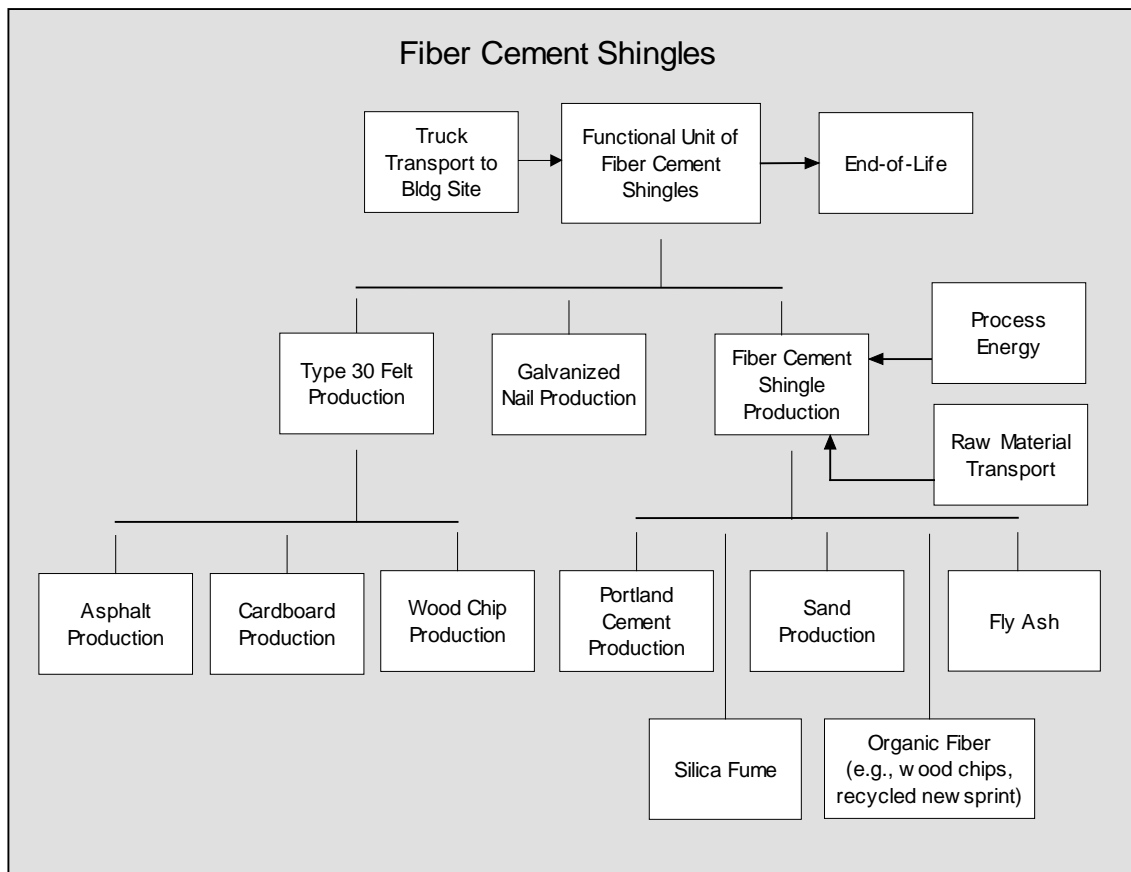 Fiber Cement Shingles
Truck
Transport to
Bldg Site
Functional Unit of
Fiber Cement
Shingles
End-of-Life
Process
Energy
Type 30 Felt
Production
Galvanized
Nail Production
Fiber Cement
Shingle
Production
Raw Material
Transport
Asphalt
Production
Cardboard
Production
Wood Chip
Production
Portland
Cement
Production
Sand
Production
Fly Ash
Silica Fume
Organic Fiber
(e.g., wood chips,
recycled new sprint)